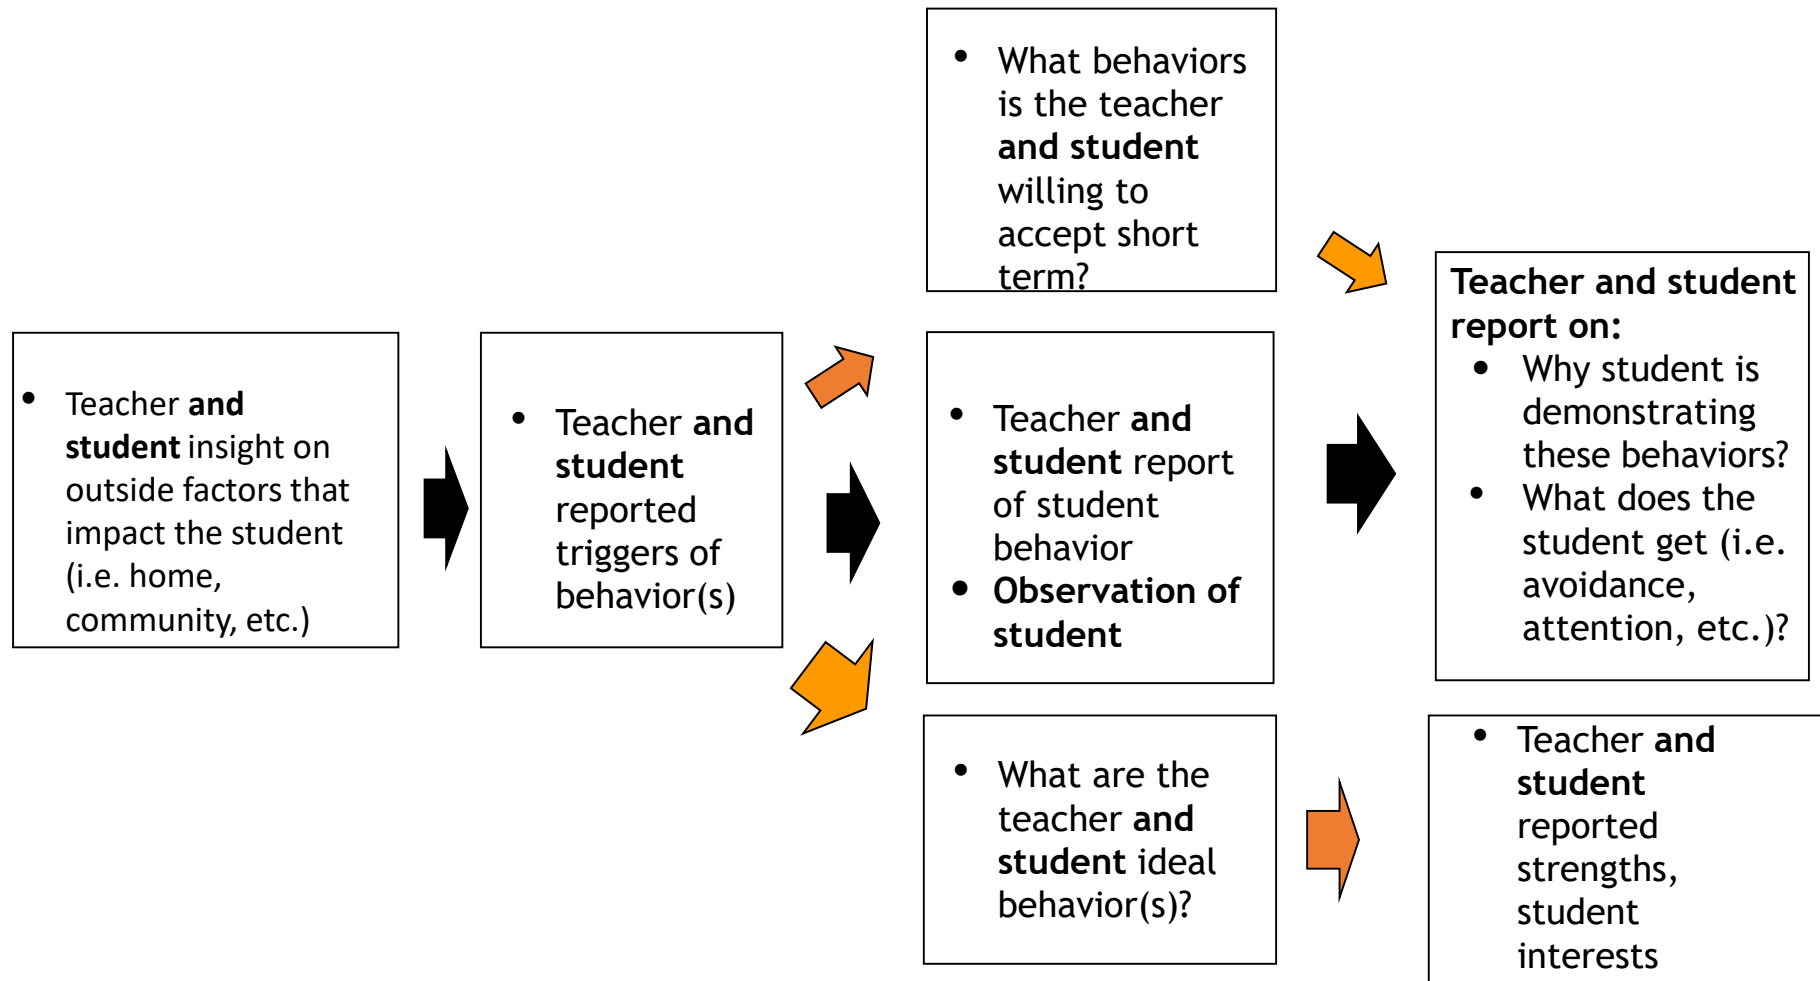 • What behaviors
is the teacher
and student
willing to
accept short
term?
• Teacher and
student insight on
outside factors that
impact the student
(i.e. home,
community, etc.)
• Teacher and
student
reported
triggers of
behavior(s)
• Teacher and
student report
of student
behavior
• Observation of
student
Teacher and student
report on:
• Why student is
demonstrating
these behaviors?
• What does the
student get (i.e.
avoidance,
attention, etc.)?
• What are the
teacher and
student ideal
behavior(s)?
• Teacher and
student
reported
strengths,
student
interests